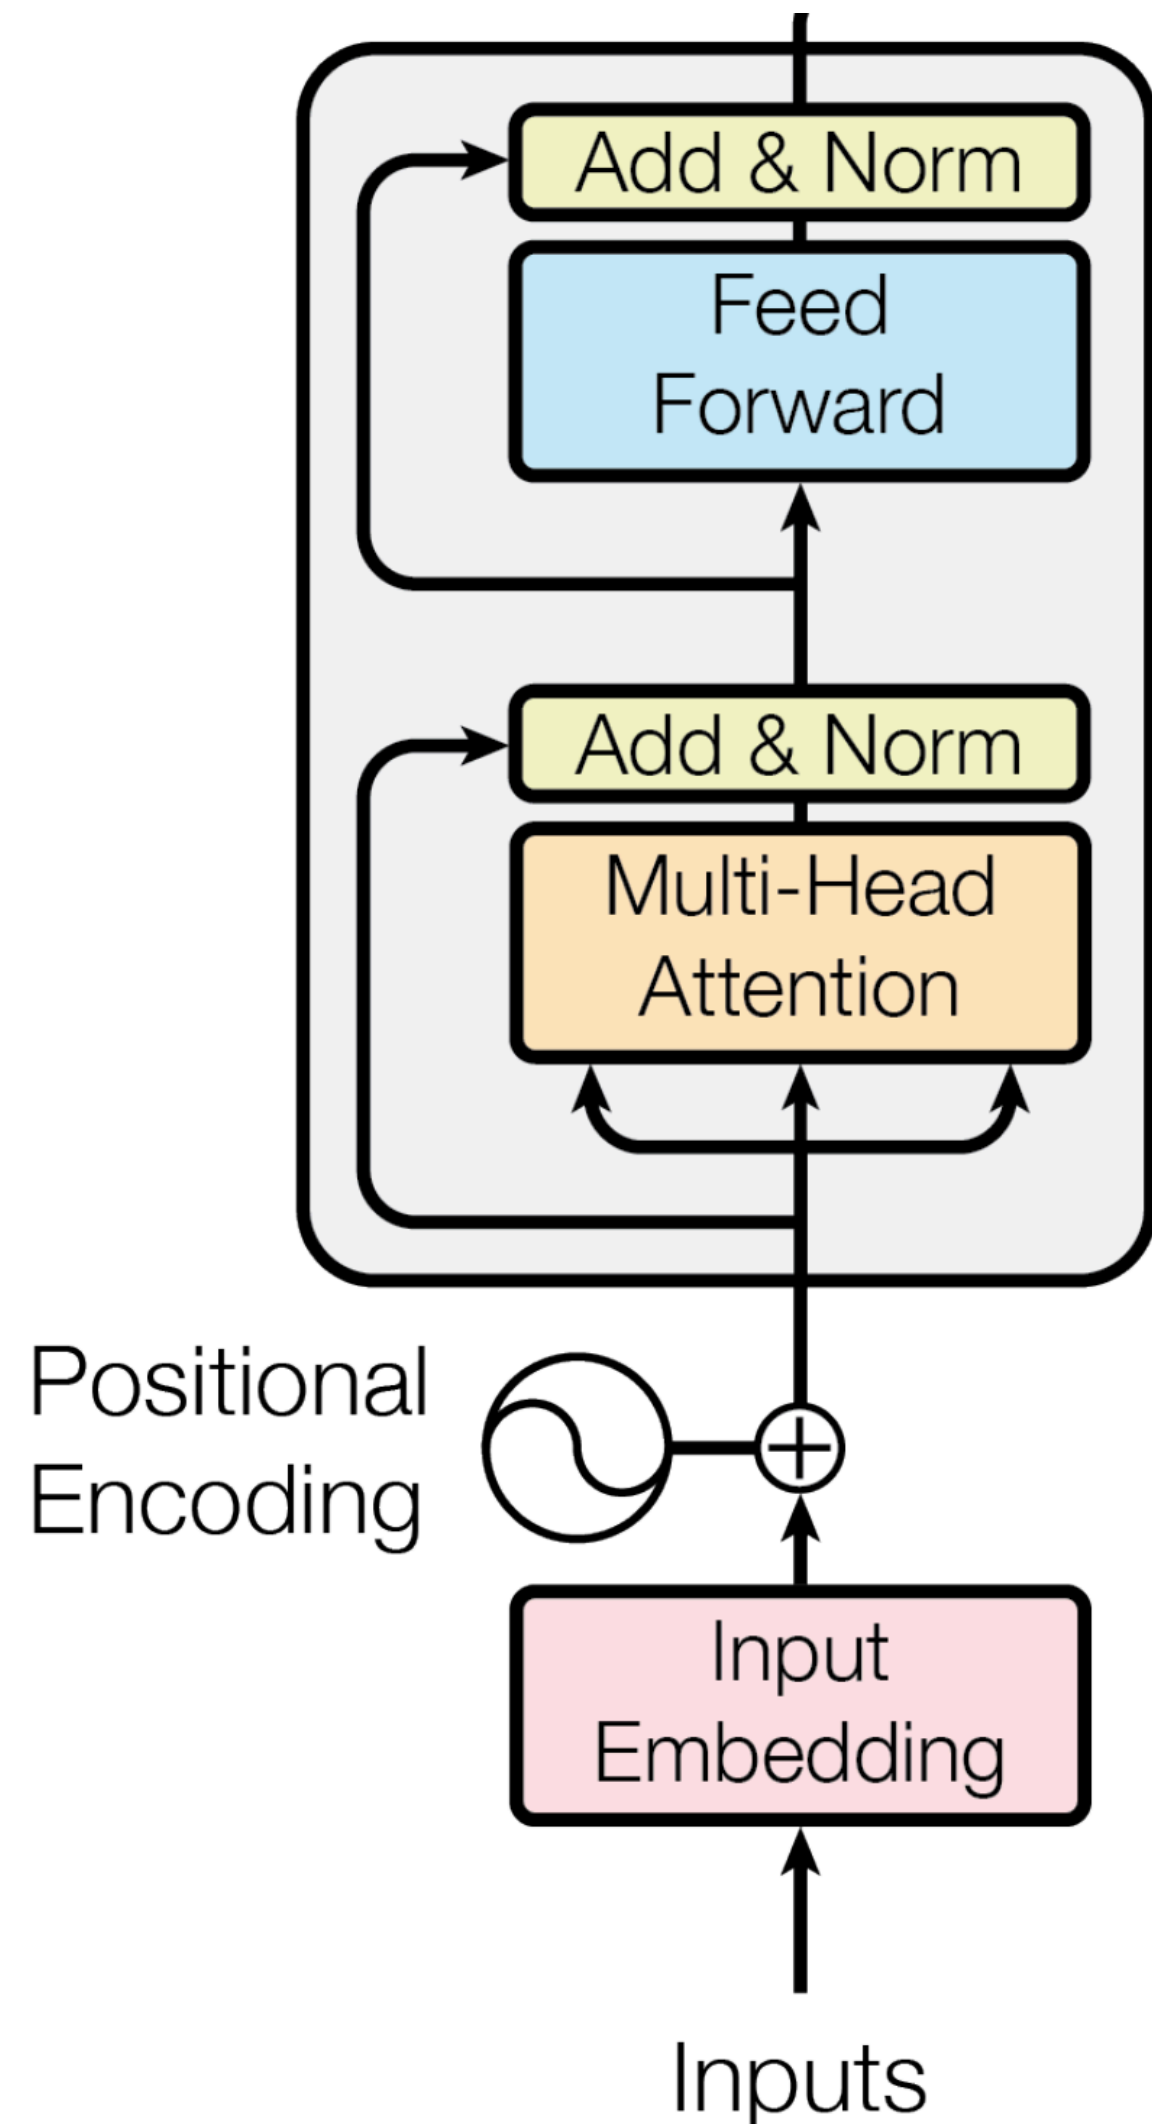 Add & Norm
Feed
Forward
Add & Norm
Multi-Head
Attention
Positional
Encoding
Input
Embedding
Inputs